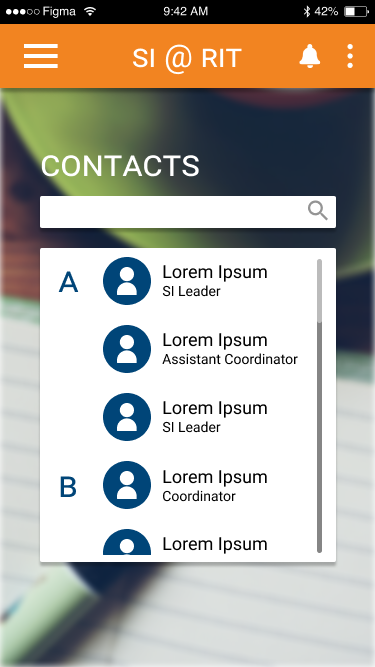 Figma 9:42 AM 42%
SI @ RIT
CONTACTS
A
Lorem Ipsum
SI Leader
Lorem Ipsum
Assistant Coordinator
Lorem Ipsum
SI Leader
B
Lorem Ipsum
Coordinator
Lorem Ipsum